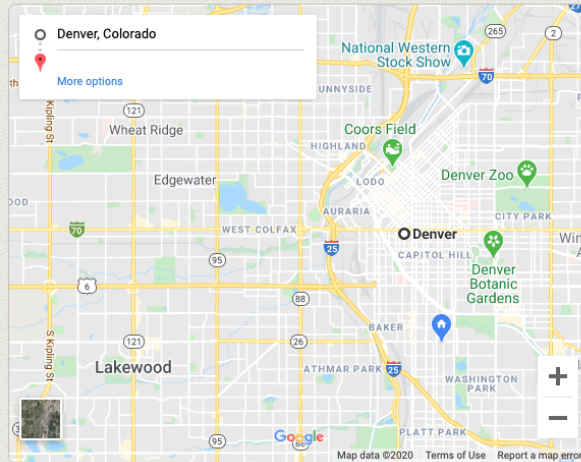 Denver, Colorado
More options
National Western
Stock Show
265
2
70
SUNNYSIDE
121
Kipling St
Wheat Ridge
Coors Field
HIGHLAND
Edgewater
LODO
Denver Zoo
AURARIA
CITY PARK
70
WEST COLFAX
Denver
25
95
CAPITOL HILL
Denver
Botanic
Gardens
6
88
BAKER
S Kipling St
121
26
Lakewood
ATHMAR PARK
25
WASHINGTON
PARK
95
PLATT PARK
Google
Map data ©2020 Terms of Use Report a map error